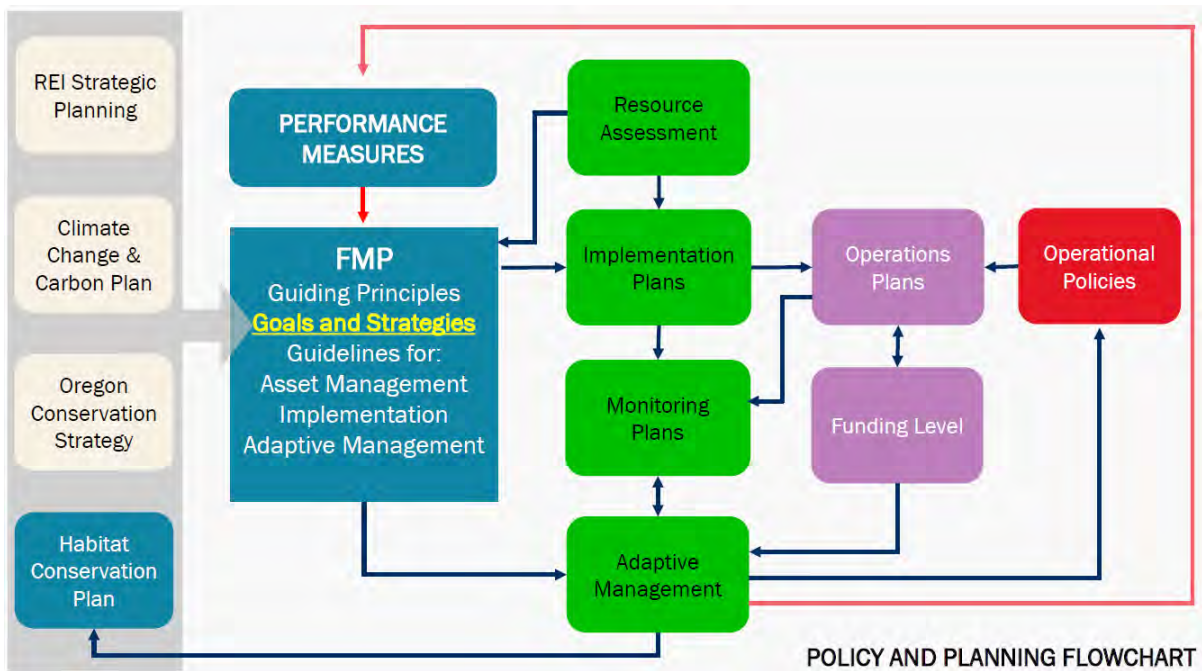 REI Strategic
Planning
Climate
Change &
Carbon Plan
Oregon
Conservation
Strategy
Habitat
Conservation
Plan
PERFORMANCE
MEASURES
FMP
Guiding Principles
Goals and Strategies
Guidelines for:
Asset Management
Implementation
Adaptive Management
Resource
Assessment
Implementation
Plans
Monitoring
Plans
Adaptive
Management
Operations
Plans
Funding Level
Operational
Policies
POLICY AND PLANNING FLOWCHART